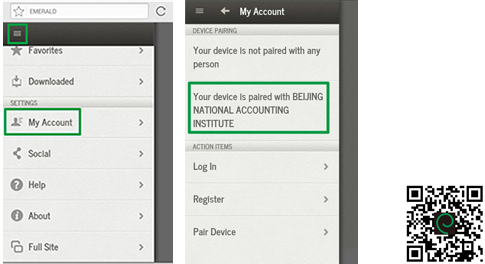 EMERALD
Favorites
Downloaded
SETTINGS
My Account
Social
Help
About
Full Site
My Account
DEVICE PAIRING
Your device is not paired with any
person
Your device is paired with BEIJING
NATIONAL ACCOUNTING
INSTITUTE
ACTION ITEMS
Log In
Register
Pair Device